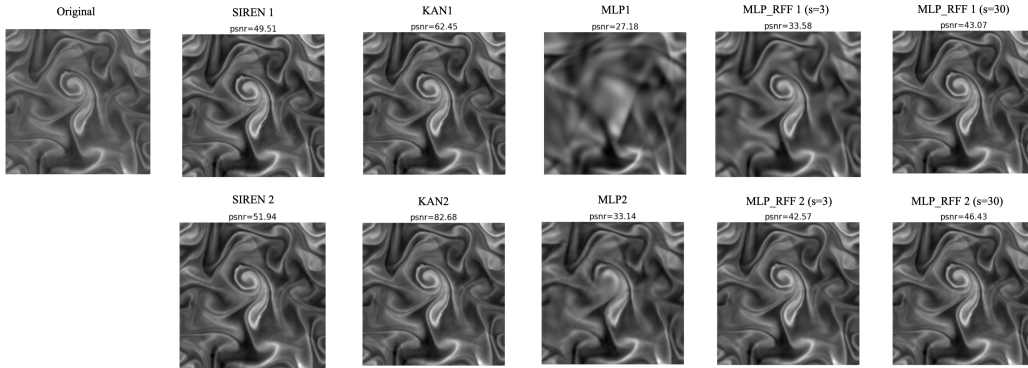 Original
SIREN 1
psnr=49.51
KAN1
psnr=62.45
MLP1
psnr=27.18
MLP_RFF 1 (s=3)
psnr=33.58
MLP_RFF 1 (s=30)
psnr=43.07
SIREN 2
psnr=51.94
KAN2
psnr=82.68
MLP2
psnr=33.14
MLP_RFF 2 (s=3)
psnr=42.57
MLP_RFF 2 (s=30)
psnr=46.43